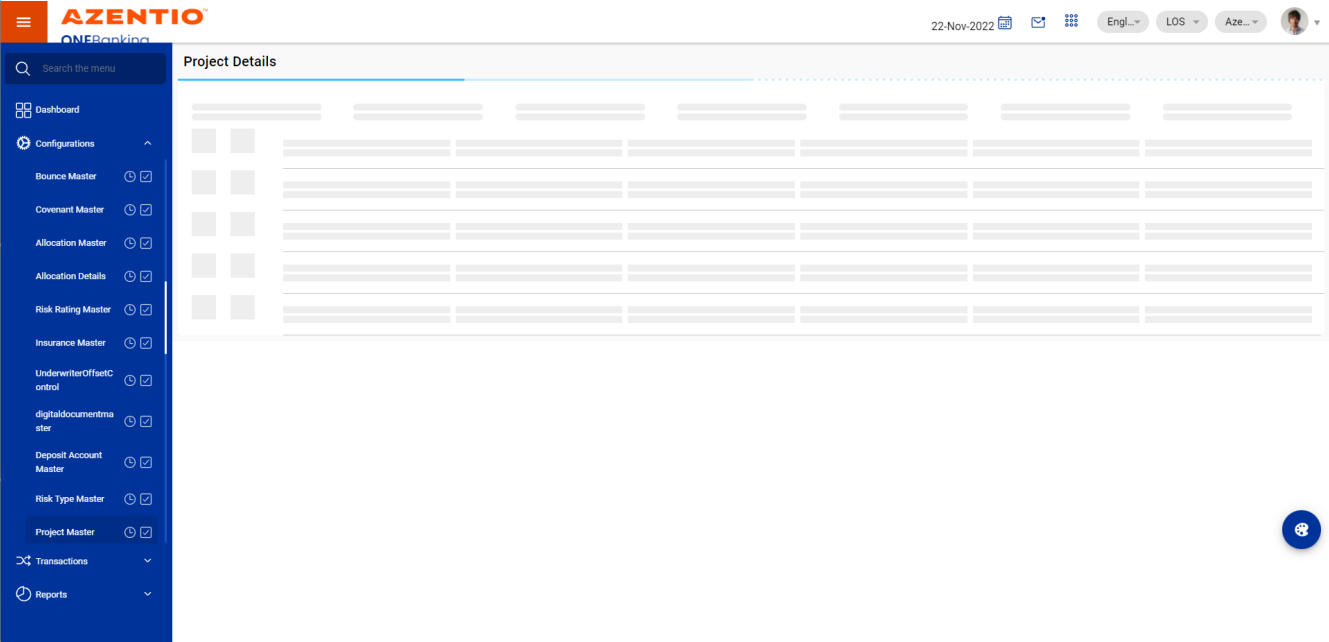 AZENTIO™
ONEBanking
22-Nov-2022
Engl...
LOS
Aze...
Search the menu
Project Details
Dashboard
Configurations
Bounce Master
Covenant Master
Allocation Master
Allocation Details
Risk Rating Master
Insurance Master
UnderwriterOffsetC
ontrol
digitaldocumentma
ster
Deposit Account
Master
Risk Type Master
Project Master
Transactions
Reports